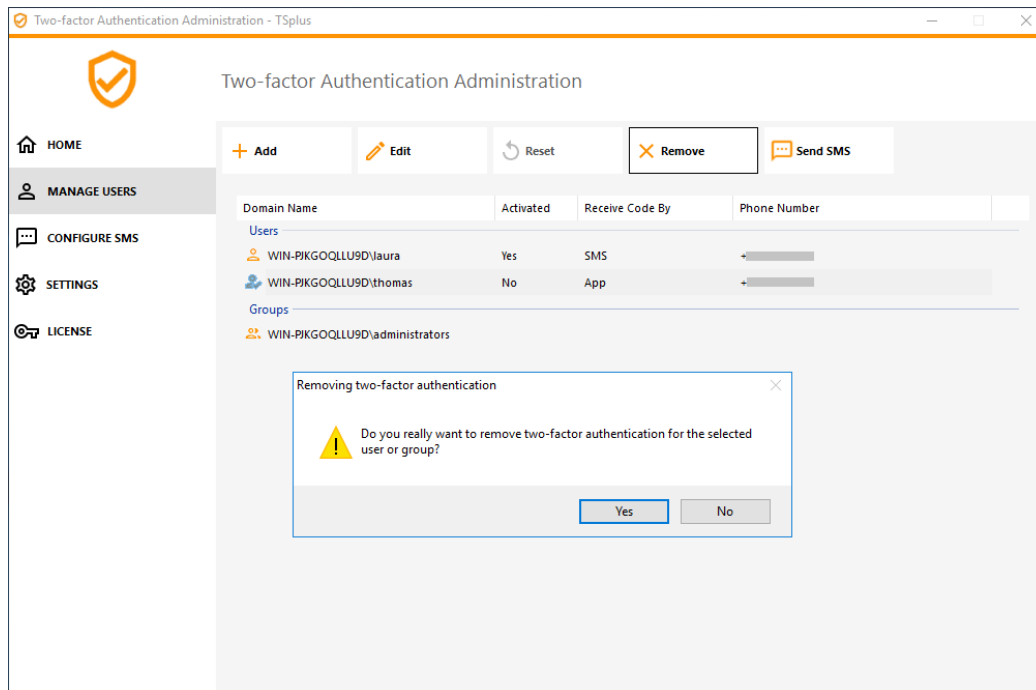 Two-factor Authentication Administration - TSplus
Two-factor Authentication Administration
HOME
MANAGE USERS
CONFIGURE SMS
SETTINGS
LICENSE
Add Edit Reset Remove Send SMS
Domain Name Activated Receive Code By Phone Number
Users
WIN-PJKGOQLLU9D\laura Yes SMS +
WIN-PJKGOQLLU9D\thomas No App +
Groups
WIN-PJKGOQLLU9D\administrators
Removing two-factor authentication
Do you really want to remove two-factor authentication for the selected
user or group?
Yes No